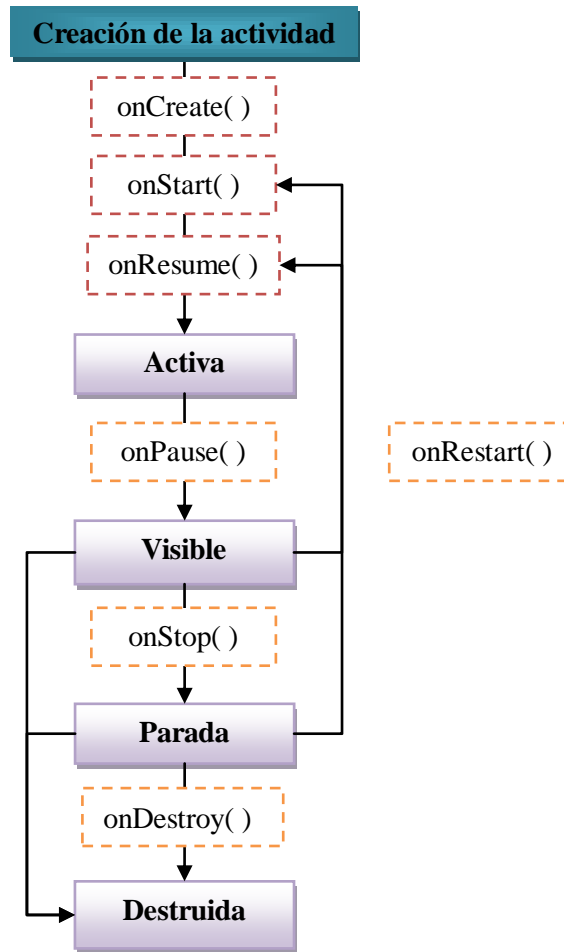 Creación de la actividad
onCreate( )
onStart( )
onResume( )
Activa
onPause( )
onRestart( )
Visible
onStop( )
Parada
onDestroy( )
Destruida